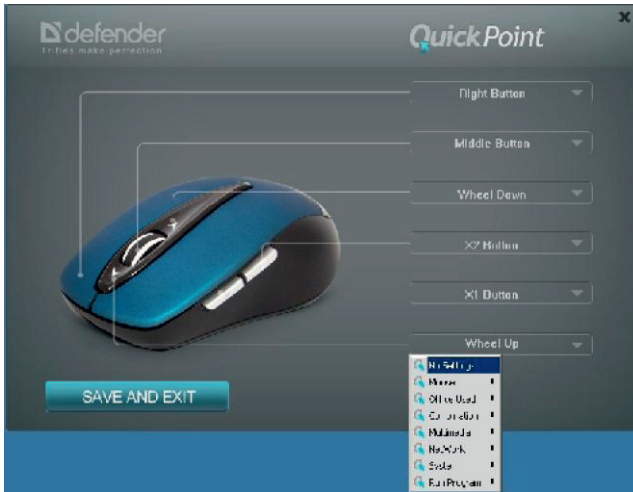 defender
trifles make perfection
QuickPoint
Right Button
Middle Button
Wheel Down
X2 Button
X1 Button
Wheel Up
SAVE AND EXIT
No Settings
Mouse
Office Used
Combination
Multimedia
NetWork
System
Run Program